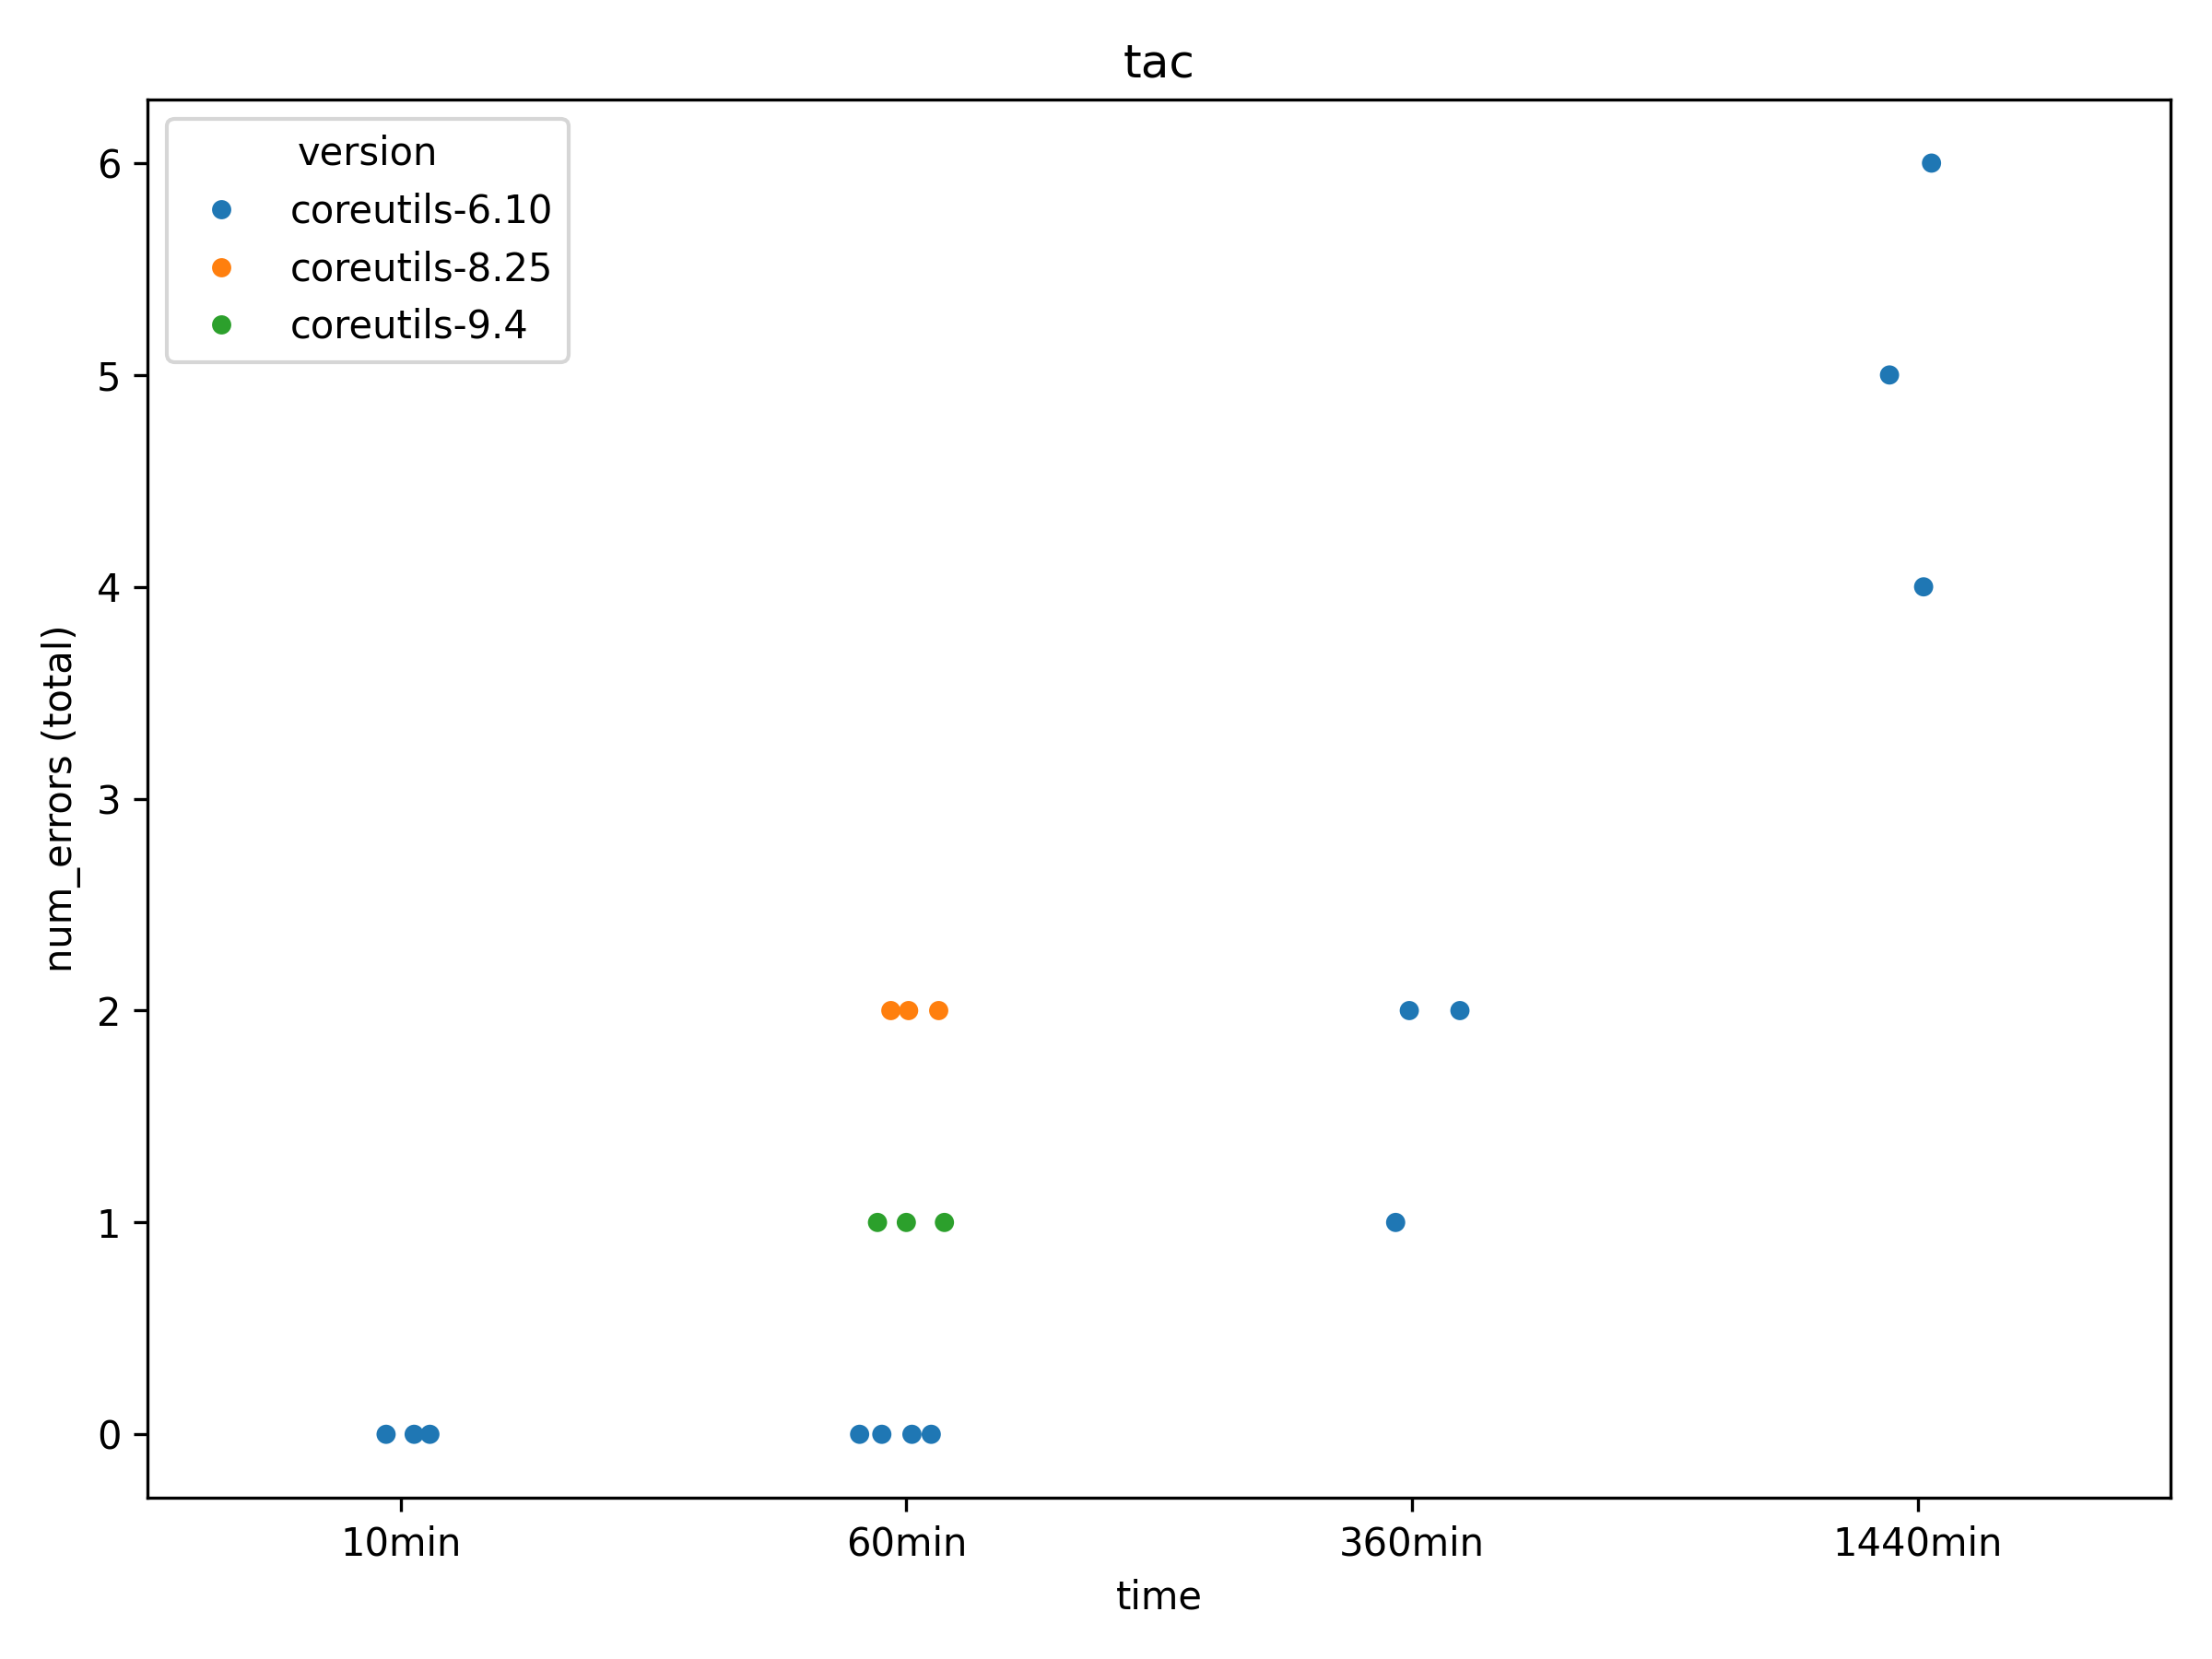 tac
version
coreutils-6.10
coreutils-8.25
coreutils-9.4
num_errors (total)
6
5
4
3
2
1
0
10min 60min 360min 1440min
time